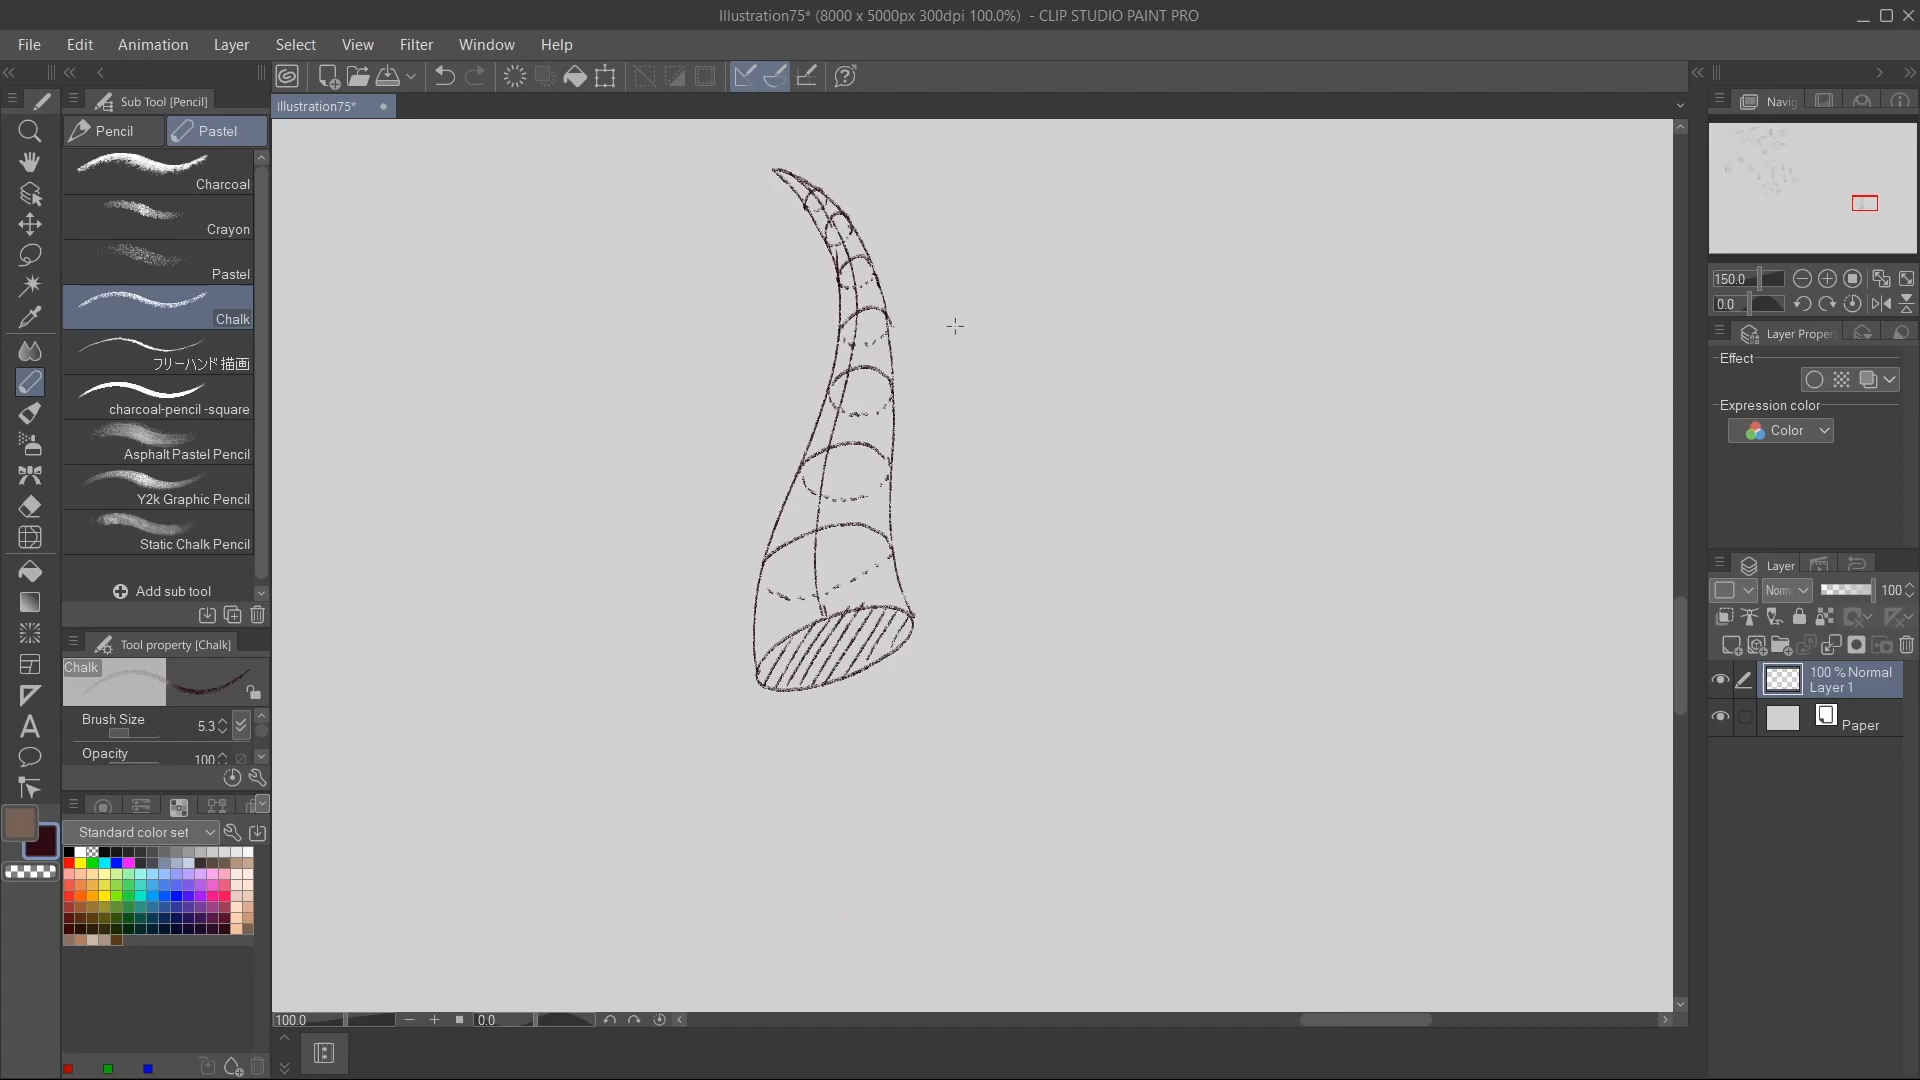 Illustration75* (8000 x 5000px 300dpi 100.0%)  - CLIP STUDIO PAINT PRO
File Edit Animation Layer Select View Filter Window Help
Sub Tool [Pencil]
Pencil Pastel
Illustration75*
Charcoal
Crayon
Pastel
Chalk
フリーハンド描画
charcoal-pencil -square
Asphalt Pastel Pencil
Y2k Graphic Pencil
Static Chalk Pencil
Add sub tool
Tool property [Chalk]
Chalk
Brush Size 5.3
Opacity 100
Standard color set
100.0 0.0
Navig
150.0
0.0
Layer Proper
Effect
Expression color
Color
Layer
Norm 100
100 % Normal
Layer 1
Paper